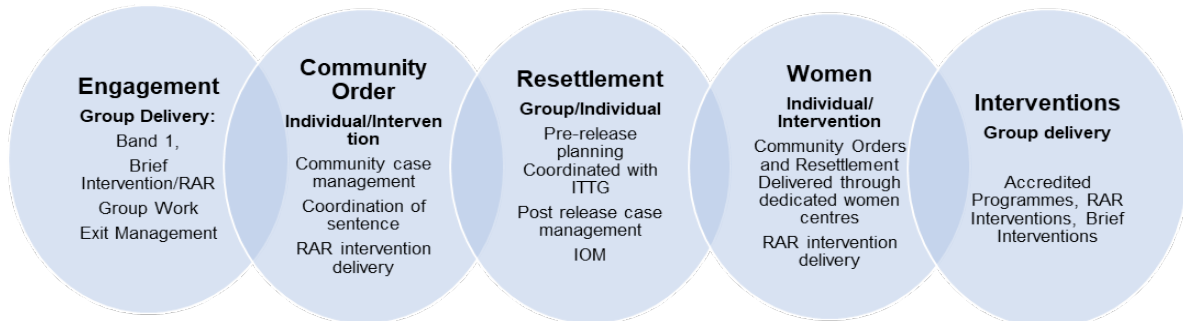 Engagement
Group Delivery:
Band 1,
Brief
Intervention/RAR
Group Work
Exit Management
Community
Order
Individual/Interven
tion
Community case
management
Coordination of
sentence
RAR intervention
delivery
Resettlement
Group/Individual
Pre-release
planning
Coordinated with
ITTG
Post release case
management
IOM
Women
Individual/
Intervention
Community Orders
and Resettlement
Delivered through
dedicated women
centres
RAR intervention
delivery
Interventions
Group delivery
Accredited
Programmes, RAR
Interventions, Brief
Interventions